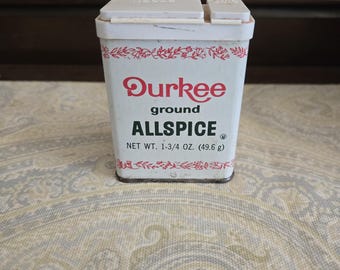 Durkee
ground
ALLSPICE
NET WT. 1-3/4 OZ. (49.6 g)